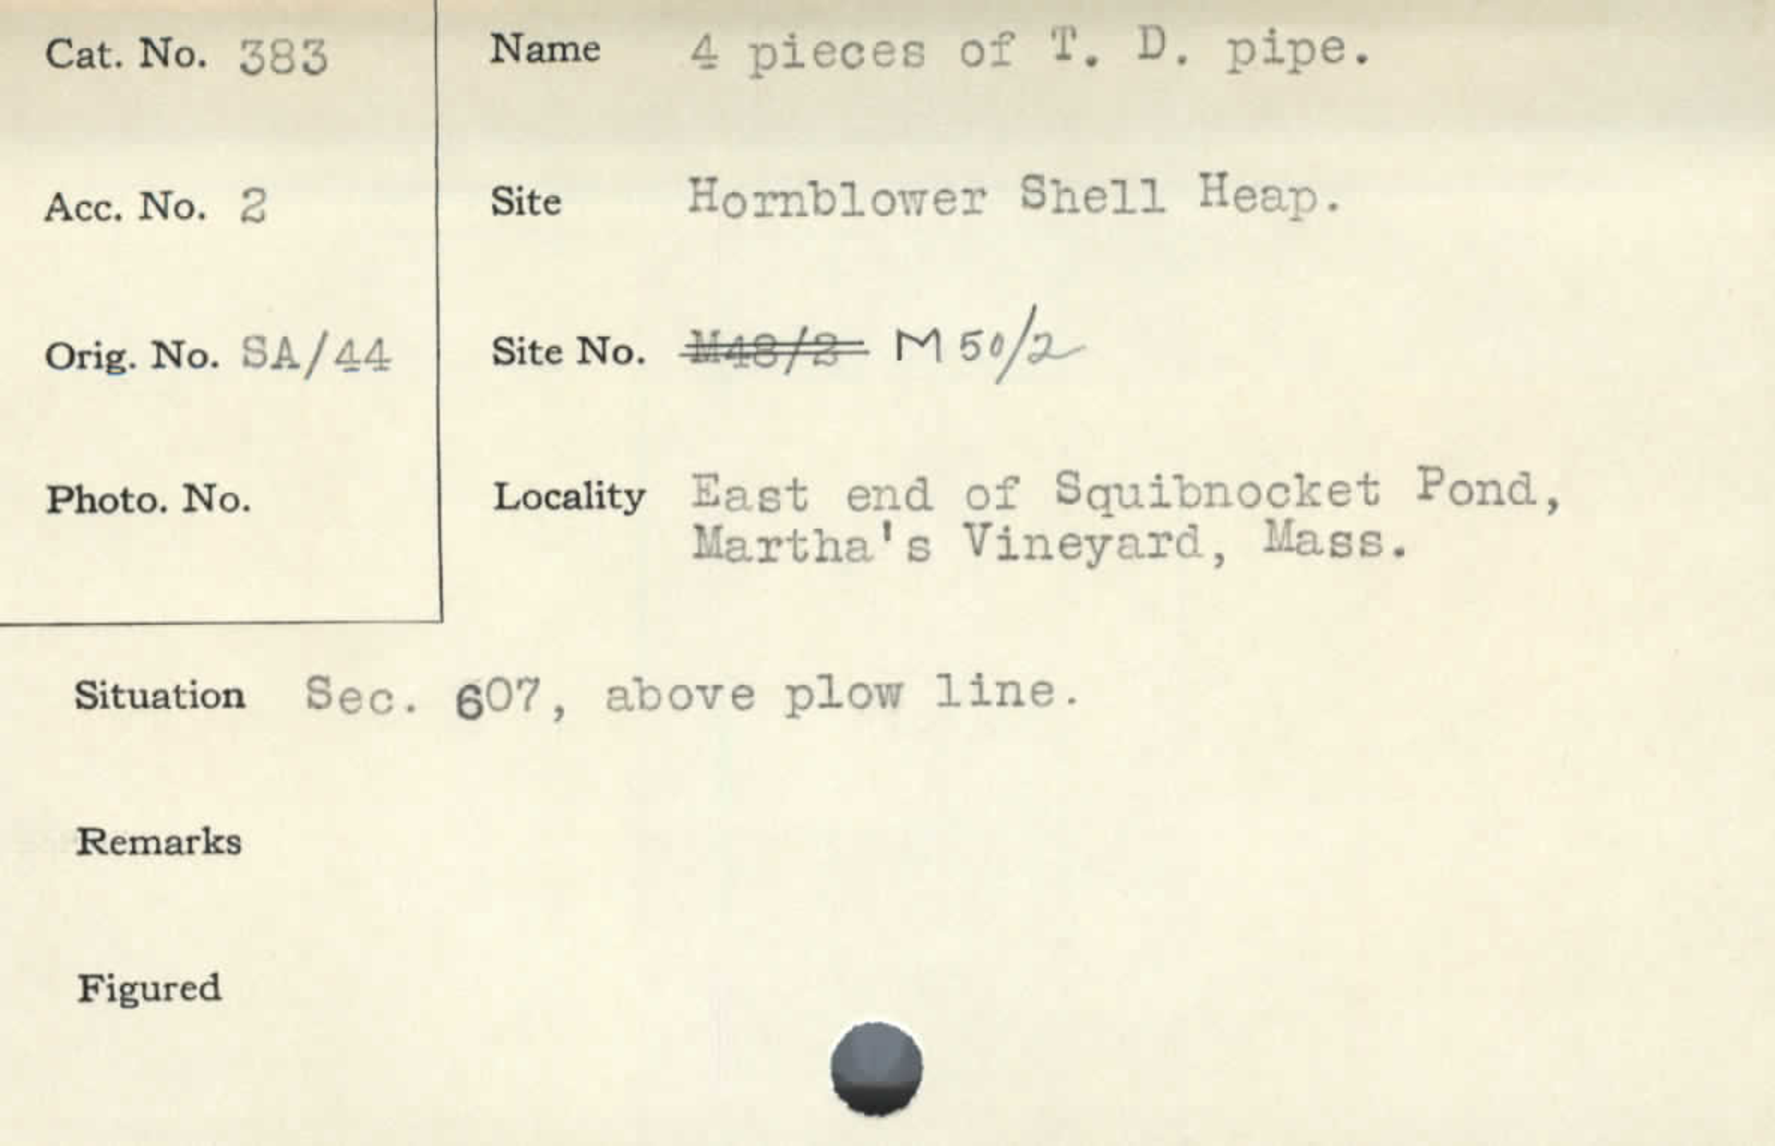 Cat. No. 383
Name 4 pieces of T. D. pipe.
Acc. No. 2
Site Hornblower Shell Heap.
Orig. No. SA/44
Site No. M48/2 M 50/2
Photo. No.
Locality East end of Squibnocket Pond,
Martha's Vineyard, Mass.
Situation Sec. 607, above plow line.
Remarks
Figured